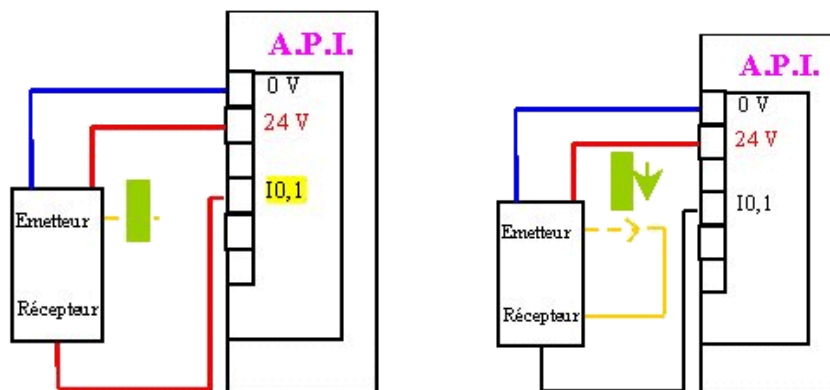 A.P.I.
0 V
24 V
I0,1
Emetteur
Récepteur
A.P.I.
0 V
24 V
I0,1
Emetteur
Récepteur